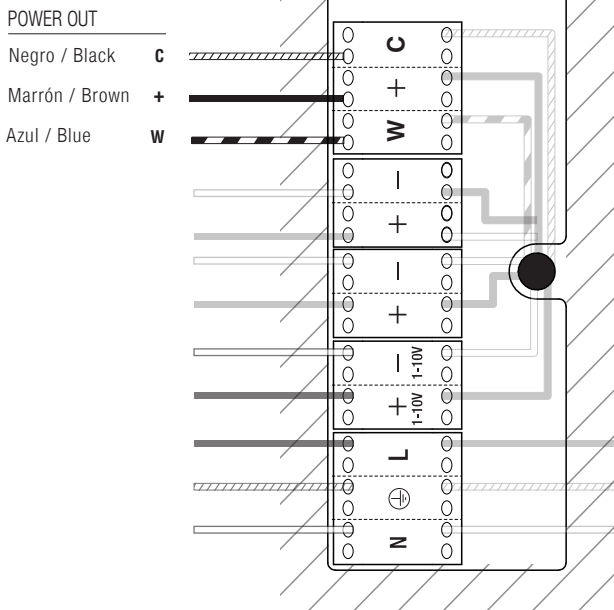 POWER OUT
Negro / Black C
Marrón / Brown +
Azul / Blue W
C
+
W
−
+
−
+
− 1-10V
+ 1-10V
L
N